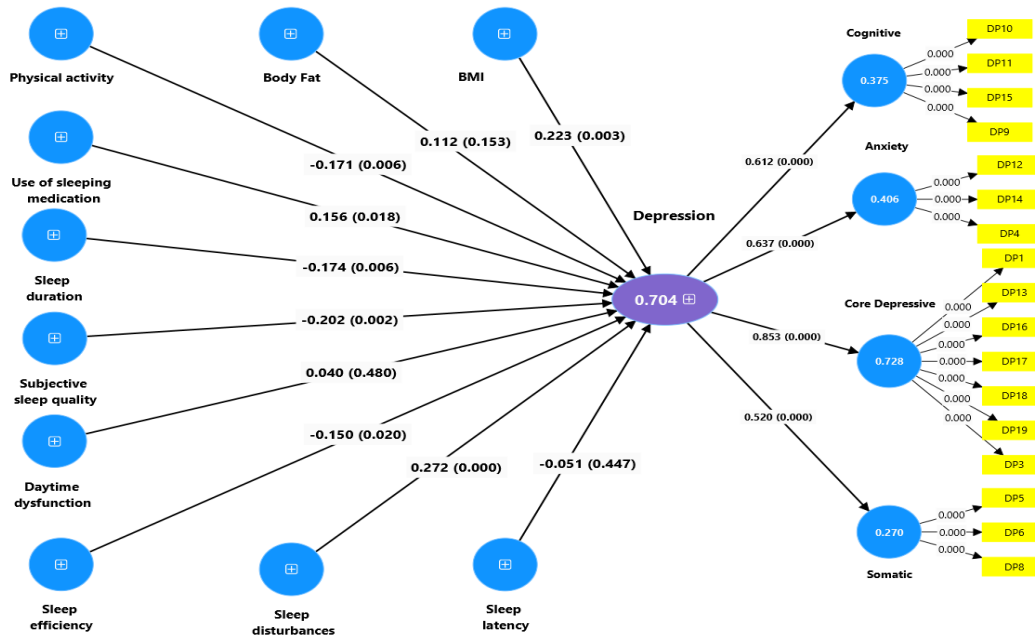 Physical activity
Body Fat
BMI
Use of sleeping
medication
Sleep
duration
Subjective
sleep quality
Daytime
dysfunction
Sleep
efficiency
Sleep
disturbances
Sleep
latency
-0.171 (0.006)
0.112 (0.153)
0.223 (0.003)
0.156 (0.018)
-0.174 (0.006)
-0.202 (0.002)
0.040 (0.480)
-0.150 (0.020)
0.272 (0.000)
-0.051 (0.447)
Depression
0.704
0.612 (0.000)
0.637 (0.000)
0.853 (0.000)
0.520 (0.000)
Cognitive
0.375
0.000
0.000
0.000
0.000
DP10
DP11
DP15
DP9
Anxiety
0.406
0.000
0.000
0.000
DP12
DP14
DP4
Core Depressive
0.728
0.000
0.000
0.000
0.000
0.000
0.000
0.000
DP1
DP13
DP16
DP17
DP18
DP19
DP3
0.270
Somatic
0.000
0.000
0.000
DP5
DP6
DP8